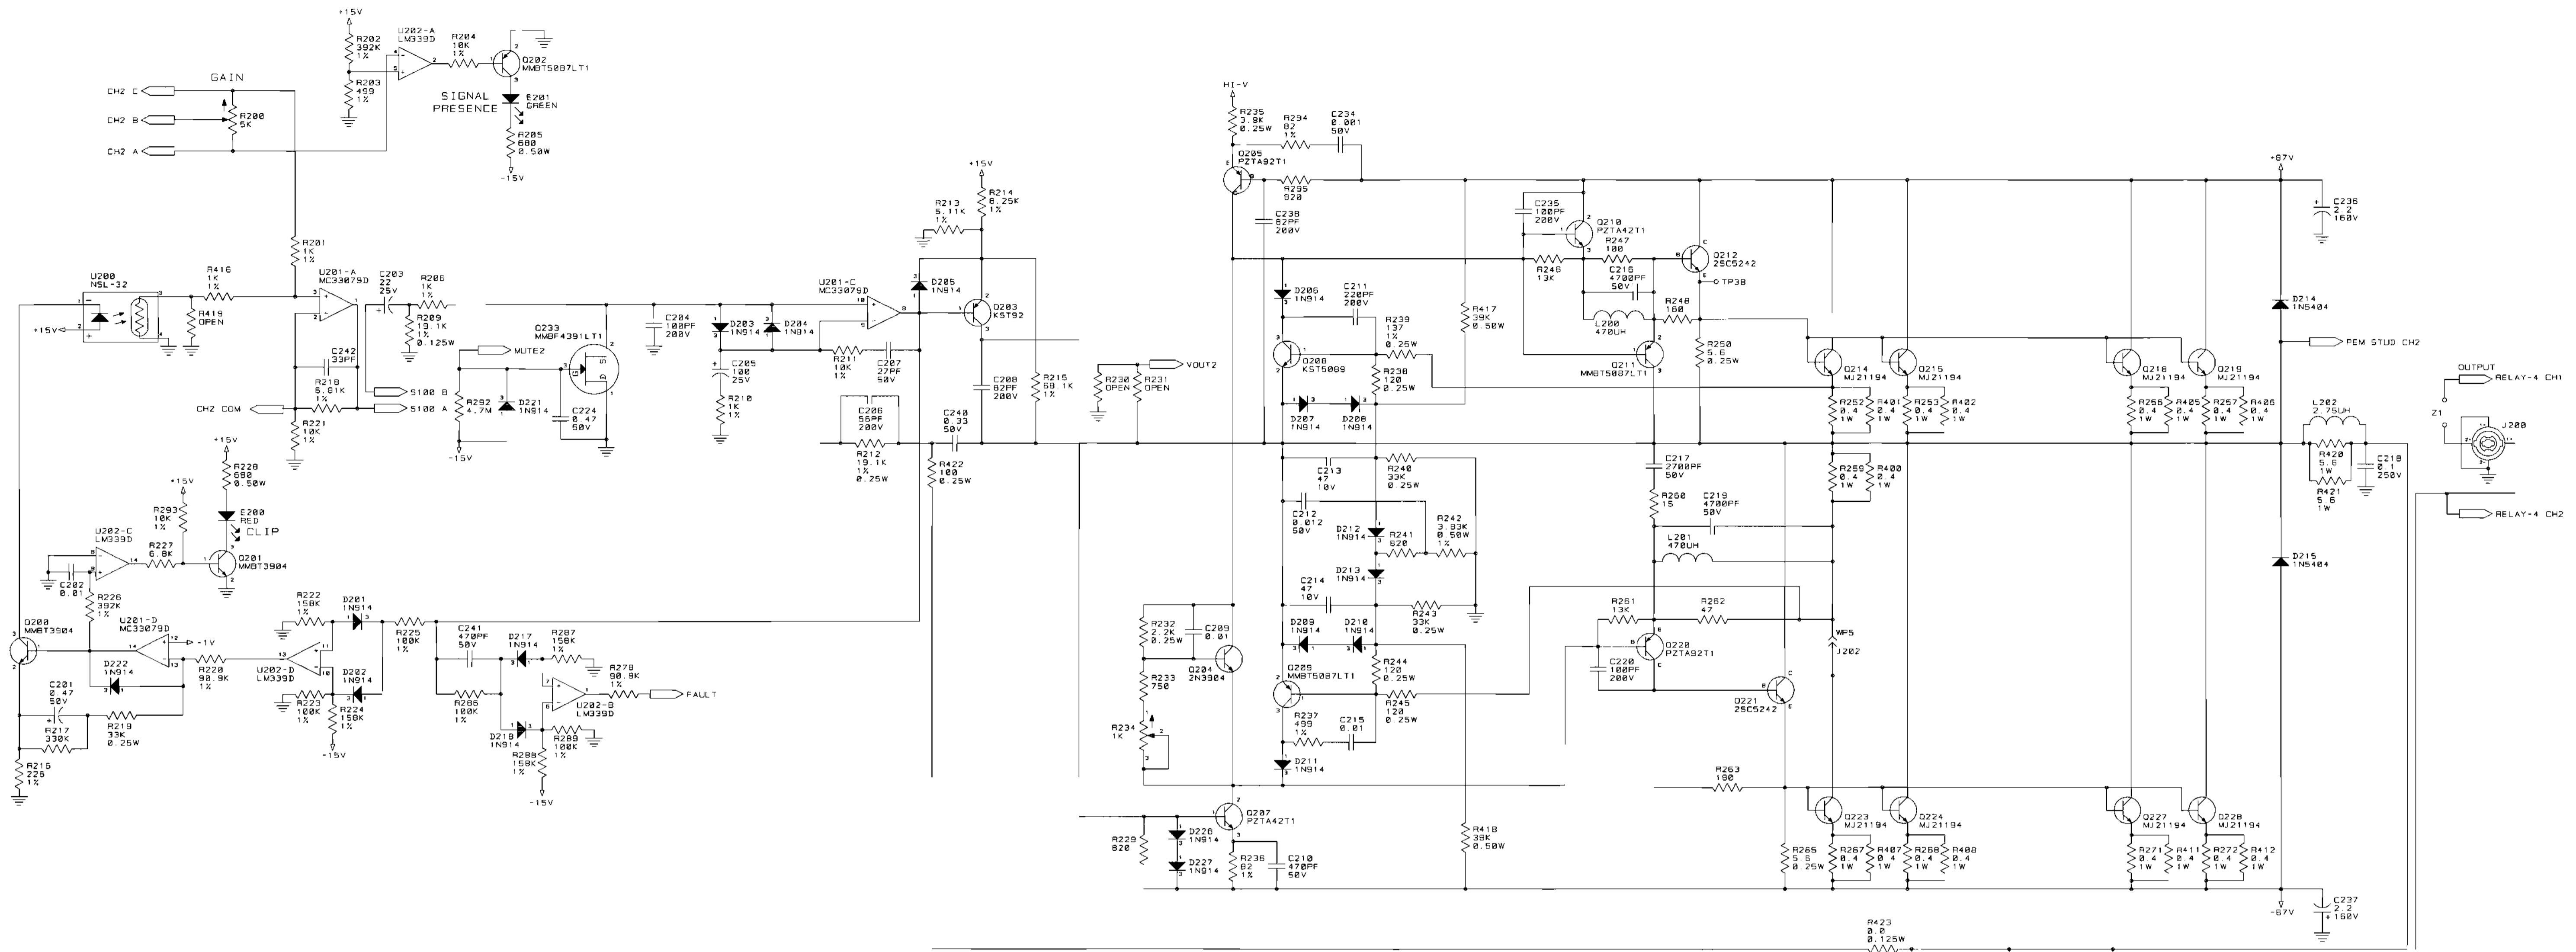 +15V
R202
392K
1%
R203
499
1%
U202-A
LM339D
R204
10K
1%
Q202
MMBT5087LT1
GAIN
CH2 C
CH2 B
CH2 A
R200
5K
SIGNAL
PRESENCE
E201
GREEN
R205
680
0.50W
-15V
R201
1K
1%
U200
NSL-32
+15V
R416
1K
1%
R419
OPEN
U201-A
MC33079D
C203
22
25V
R206
1K
1%
R209
19.1K
1%
0.125W
C242
33PF
R218
6.81K
1%
CH2 COM
S100 B
S100 A
R221
10K
1%
MUTE2
Q233
MMBF4391LT1
G
S
D
R292
4.7M
D221
1N914
C224
0.47
50V
-15V
C204
100PF
200V
D203
1N914
D204
1N914
C205
100
25V
R210
1K
1%
U201-C
MC33079D
R211
10K
1%
C207
27PF
50V
D205
1N914
R213
5.11K
1%
+15V
R214
8.25K
1%
Q203
KST92
C208
82PF
200V
R215
68.1K
1%
C206
56PF
200V
R212
19.1K
1%
0.25W
C240
0.33
50V
R422
100
0.25W
R230
OPEN
R231
OPEN
VOUT2
+15V
R228
680
0.50W
+15V
R293
10K
1%
E200
RED
CLIP
U202-C
LM339D
R227
6.8K
Q201
MMBT3904
C202
0.01
R226
392K
1%
Q200
MMBT3904
U201-D
MC33079D
-1V
D222
1N914
R220
90.9K
1%
C201
0.47
50V
R217
330K
R219
33K
0.25W
R216
226
1%
R222
158K
1%
D201
1N914
U202-D
LM339D
D202
1N914
R223
100K
1%
R224
158K
1%
-15V
R225
100K
1%
C241
470PF
50V
D217
1N914
R287
158K
1%
R286
100K
1%
U202-B
LM339D
R278
90.9K
1%
FAULT
D218
1N914
R289
100K
1%
R288
158K
1%
-15V
HI-V
R235
3.9K
0.25W
R294
82
1%
C234
0.001
50V
Q205
PZTA92T1
R295
820
C238
82PF
200V
D206
1N914
C211
220PF
200V
R239
137
1%
0.25W
R417
39K
0.50W
Q208
KST5089
R238
120
0.25W
D207
1N914
D208
1N914
C213
47
10V
R240
33K
0.25W
C212
0.012
50V
D212
1N914
R241
620
R242
3.83K
0.50W
1%
D213
1N914
C214
47
10V
R243
33K
0.25W
D209
1N914
D210
1N914
R244
120
0.25W
Q209
MMBT5087LT1
R245
120
0.25W
R237
499
1%
C215
0.01
D211
1N914
R232
2.2K
0.25W
C209
0.01
Q204
2N3904
R233
750
R234
1K
Q207
PZTA42T1
R229
820
D226
1N914
D227
1N914
R236
82
1%
C210
470PF
50V
R418
39K
0.50W
C235
100PF
200V
Q210
PZTA42T1
R247
100
R246
13K
C216
4700PF
50V
Q212
2SC5242
TP3B
L200
470UH
R248
160
Q211
MMBT5087LT1
R250
5.6
0.25W
C217
2700PF
50V
R260
15
C219
4700PF
50V
L201
470UH
R261
13K
R262
47
Q220
PZTA92T1
C220
100PF
200V
Q221
2SC5242
WP5
J202
R263
180
R265
5.6
0.25W
Q214
MJ21194
Q215
MJ21194
Q218
MJ21194
Q219
MJ21194
R252
0.4
1W
R401
0.4
1W
R253
0.4
1W
R402
0.4
1W
R256
0.4
1W
R405
0.4
1W
R257
0.4
1W
R406
0.4
1W
R259
0.4
1W
R400
0.4
1W
Q223
MJ21194
Q224
MJ21194
Q227
MJ21194
Q228
MJ21194
R267
0.4
1W
R407
0.4
1W
R268
0.4
1W
R408
0.4
1W
R271
0.4
1W
R411
0.4
1W
R272
0.4
1W
R412
0.4
1W
+87V
C236
2.2
160V
D214
1N5404
PEM STUD CH2
L202
2.75UH
R420
5.6
1W
R421
5.6
1W
C218
0.1
250V
D215
1N5404
-87V
C237
2.2
160V
R423
0.0
0.125W
OUTPUT
RELAY-4 CH1
Z1
J200
RELAY-4 CH2